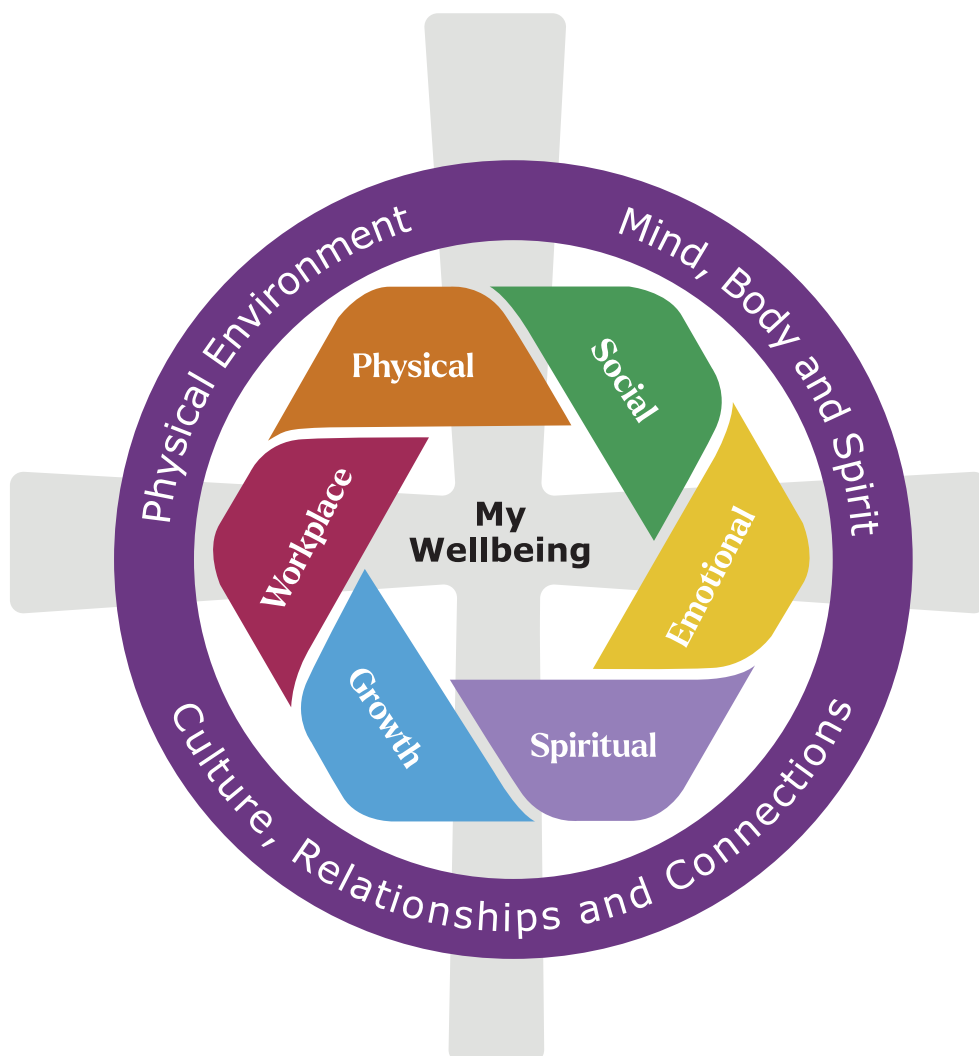 Physical Environment
Mind, Body and Spirit
Physical
Social
Workplace
My
Wellbeing
Emotional
Growth
Spiritual
Culture, Relationships and Connections